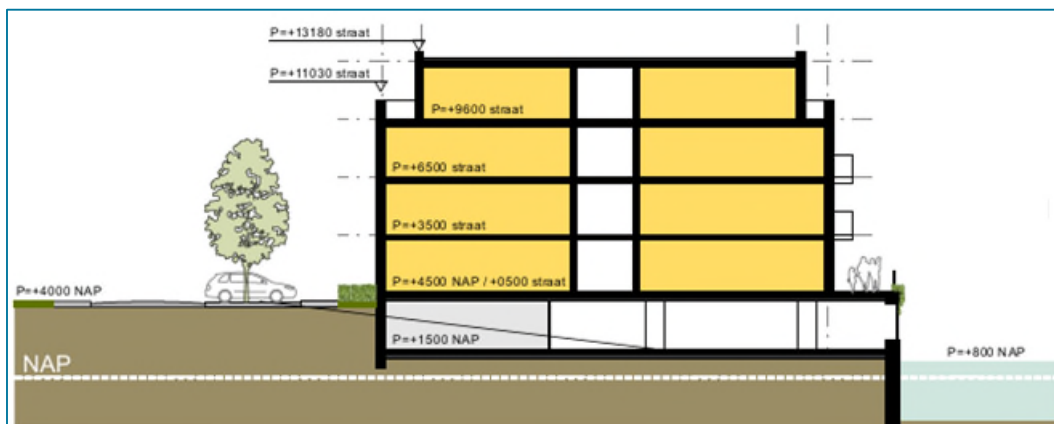 P=+13180 straat
P=+11030 straat
P=+9600 straat
P=+6500 straat
P=+3500 straat
P=+4500 NAP / +0500 straat
P=+4000 NAP
P=+1500 NAP
P=+800 NAP
NAP